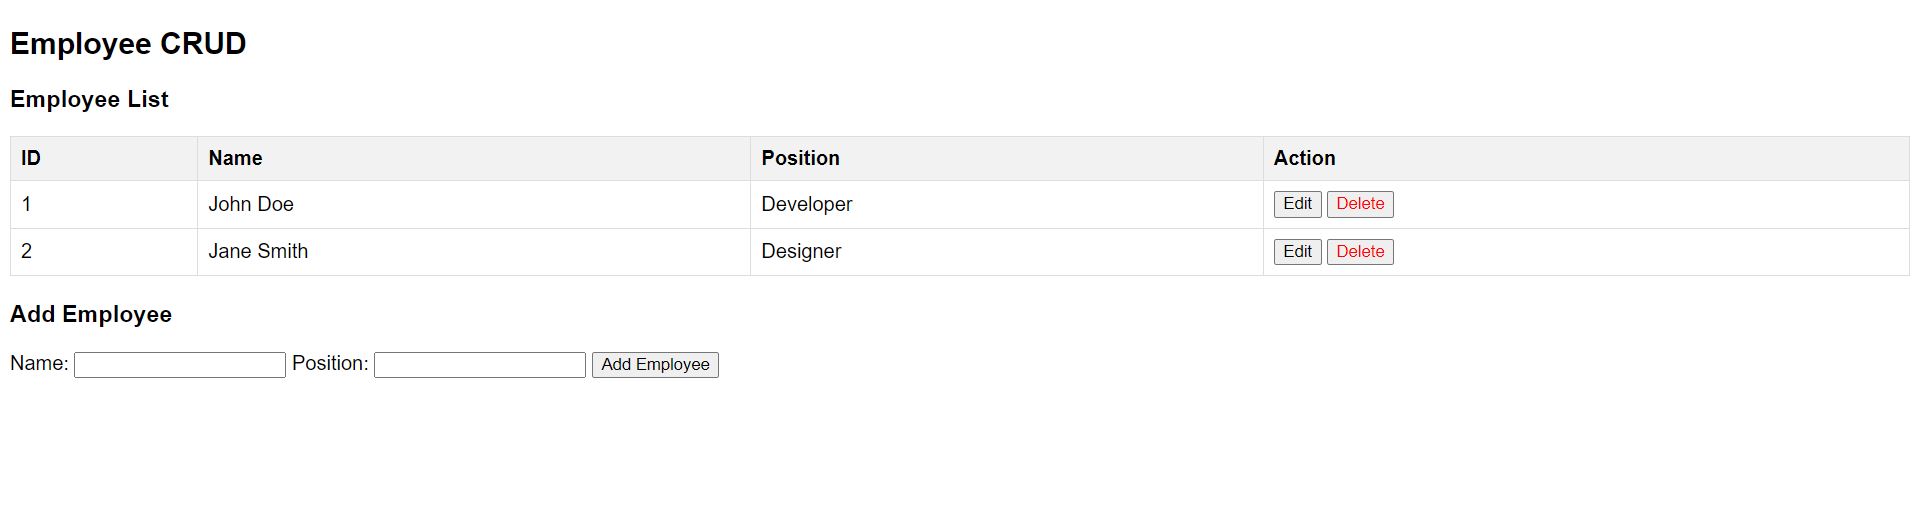 Employee CRUD
Employee List
ID Name Position Action
1 John Doe Developer Edit Delete
2 Jane Smith Designer Edit Delete
Add Employee
Name: Position: Add Employee